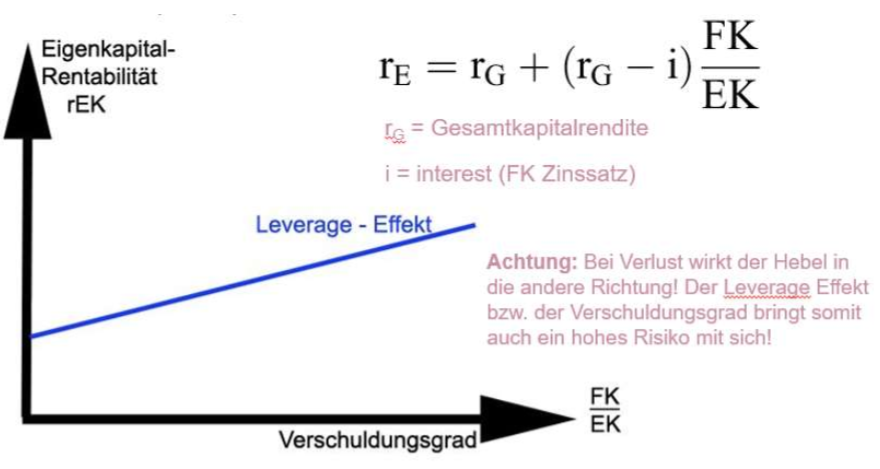 Eigenkapital-
Rentabilität
rEK
r_E = r_G + (r_G − i) FK/EK
r_G = Gesamtkapitalrendite
i = interest (FK Zinssatz)
Leverage - Effekt
Achtung: Bei Verlust wirkt der Hebel in
die andere Richtung! Der Leverage Effekt
bzw. der Verschuldungsgrad bringt somit
auch ein hohes Risiko mit sich!
FK
EK
Verschuldungsgrad